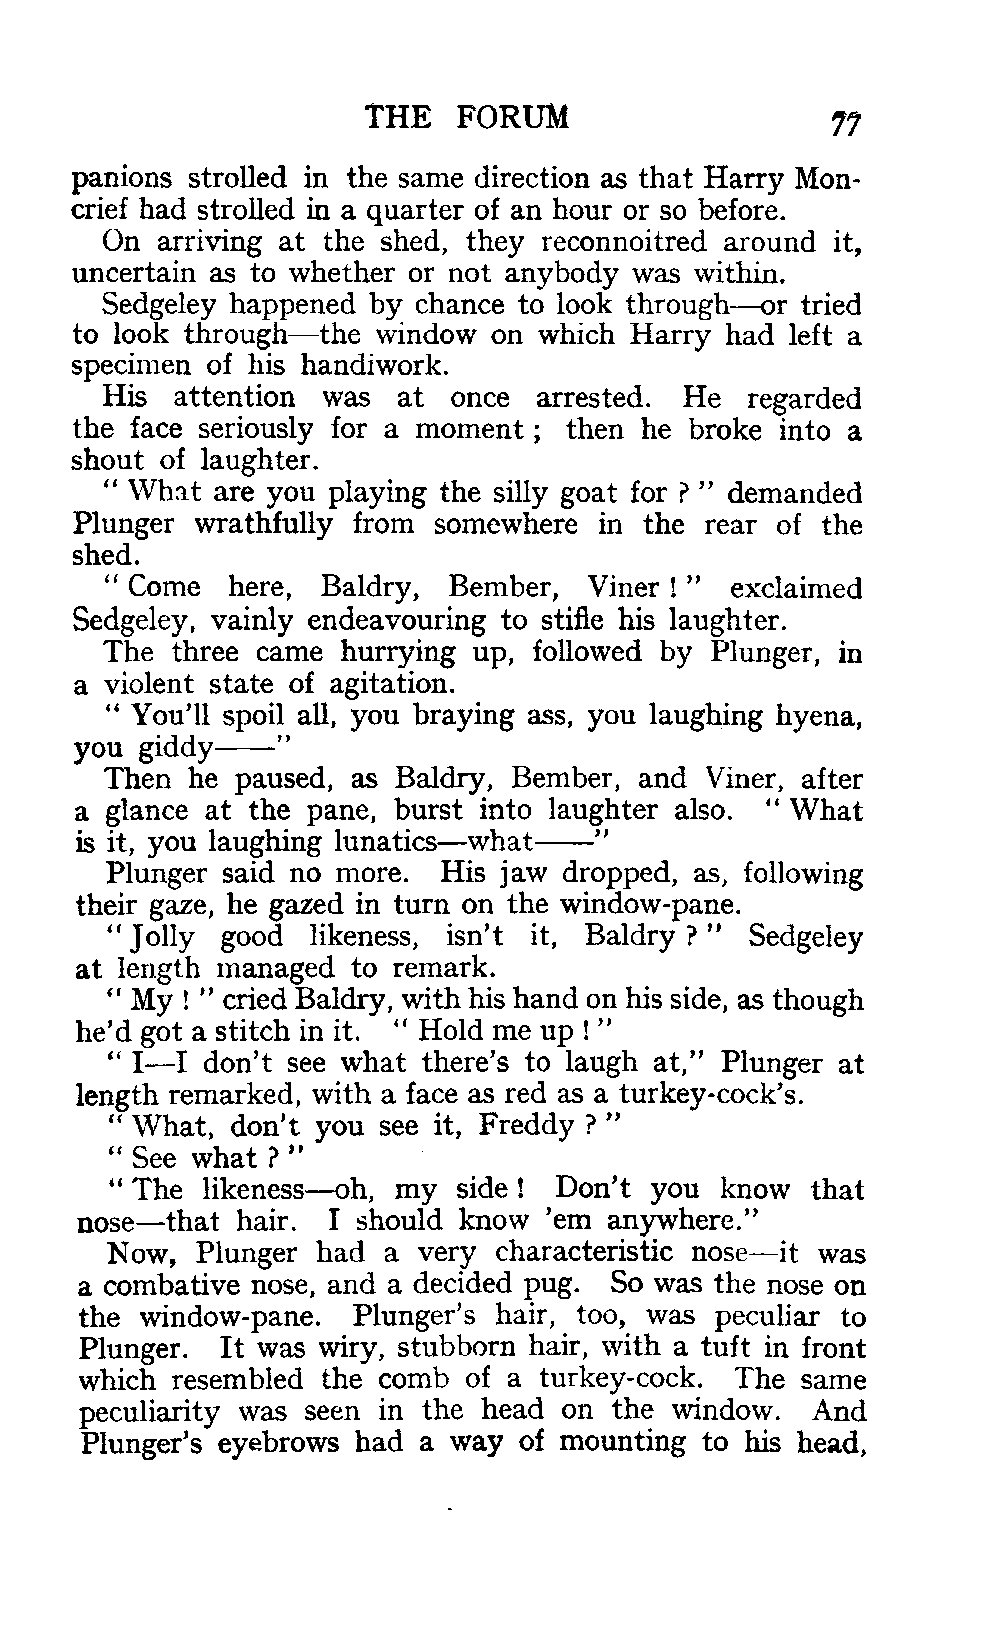 THE FORUM 77
panions strolled in the same direction as that Harry Mon-
crief had strolled in a quarter of an hour or so before.
On arriving at the shed, they reconnoitred around it,
uncertain as to whether or not anybody was within.
Sedgeley happened by chance to look through—or tried
to look through—the window on which Harry had left a
specimen of his handiwork.
His attention was at once arrested. He regarded
the face seriously for a moment ; then he broke into a
shout of laughter.
“ What are you playing the silly goat for ? ” demanded
Plunger wrathfully from somewhere in the rear of the
shed.
“ Come here, Baldry, Bember, Viner ! ” exclaimed
Sedgeley, vainly endeavouring to stifle his laughter.
The three came hurrying up, followed by Plunger, in
a violent state of agitation.
“ You'll spoil all, you braying ass, you laughing hyena,
you giddy——”
Then he paused, as Baldry, Bember, and Viner, after
a glance at the pane, burst into laughter also. “ What
is it, you laughing lunatics—what——”
Plunger said no more. His jaw dropped, as, following
their gaze, he gazed in turn on the window-pane.
“ Jolly good likeness, isn't it, Baldry ? ” Sedgeley
at length managed to remark.
“ My ! ” cried Baldry, with his hand on his side, as though
he'd got a stitch in it. “ Hold me up ! ”
“ I—I don't see what there's to laugh at,” Plunger at
length remarked, with a face as red as a turkey-cock's.
“ What, don't you see it, Freddy ? ”
“ See what ? ”
“ The likeness—oh, my side ! Don't you know that
nose—that hair. I should know 'em anywhere.”
Now, Plunger had a very characteristic nose—it was
a combative nose, and a decided pug. So was the nose on
the window-pane. Plunger's hair, too, was peculiar to
Plunger. It was wiry, stubborn hair, with a tuft in front
which resembled the comb of a turkey-cock. The same
peculiarity was seen in the head on the window. And
Plunger's eyebrows had a way of mounting to his head,